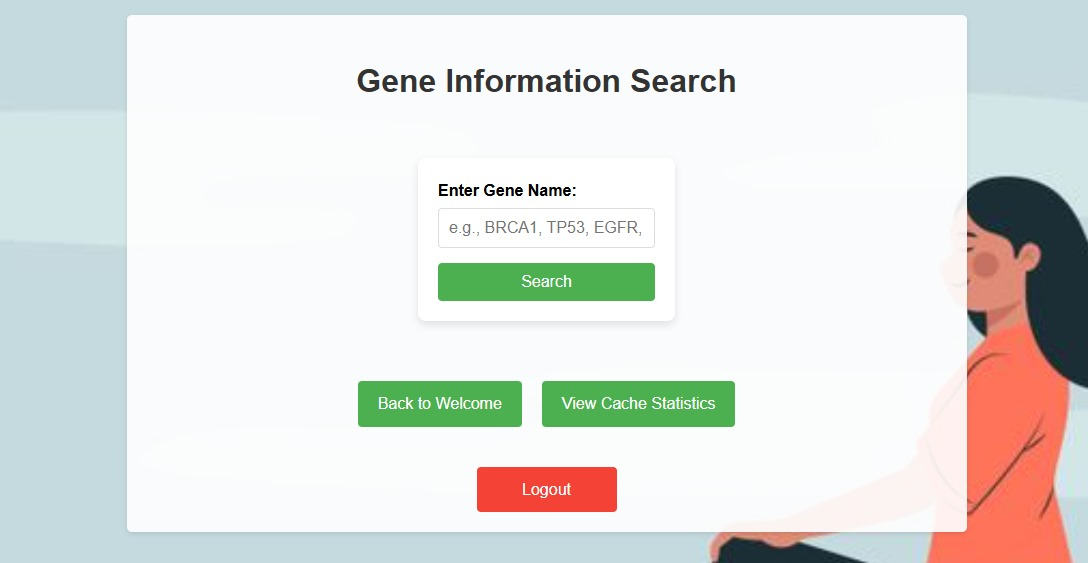 Gene Information Search
Enter Gene Name:
e.g., BRCA1, TP53, EGFR,
Search
Back to Welcome
View Cache Statistics
Logout